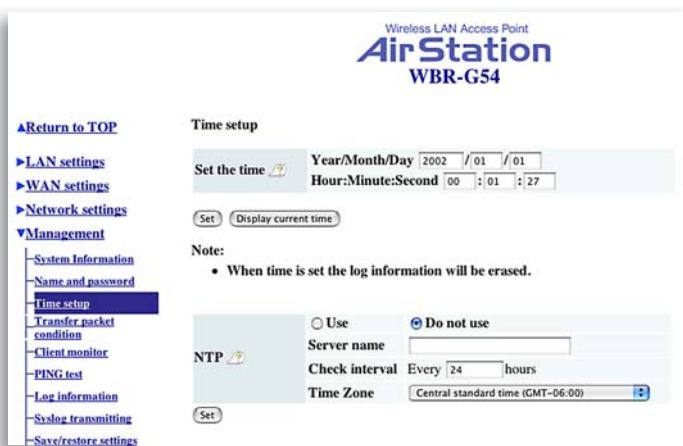 Wireless LAN Access Point
AirStation
WBR-G54
▲Return to TOP
▶LAN settings
▶WAN settings
▶Network settings
▼Management
System Information
Name and password
Time setup
Transfer packet
condition
Client monitor
PING test
Log information
Syslog transmitting
Save/restore settings
Time setup
Set the time ?
Year/Month/Day 2002 / 01 / 01
Hour:Minute:Second 00 : 01 : 27
Set Display current time
Note:
• When time is set the log information will be erased.
NTP ?
Use Do not use
Server name
Check interval Every 24 hours
Time Zone Central standard time (GMT-06:00)
Set